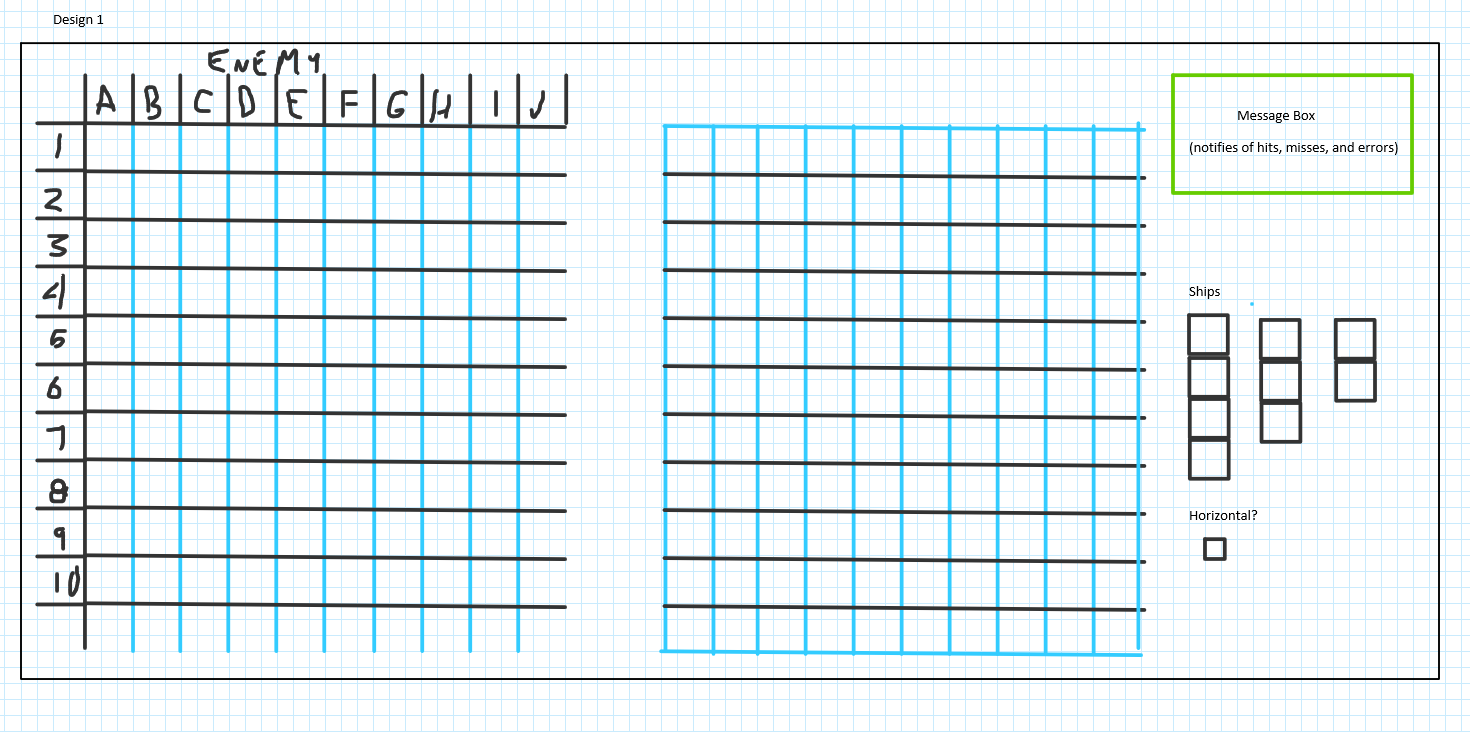 Design 1
ENEMY
A B C D E F G H I J
1
2
3
4
5
6
7
8
9
10
Message Box
(notifies of hits, misses, and errors)
Ships
Horizontal?